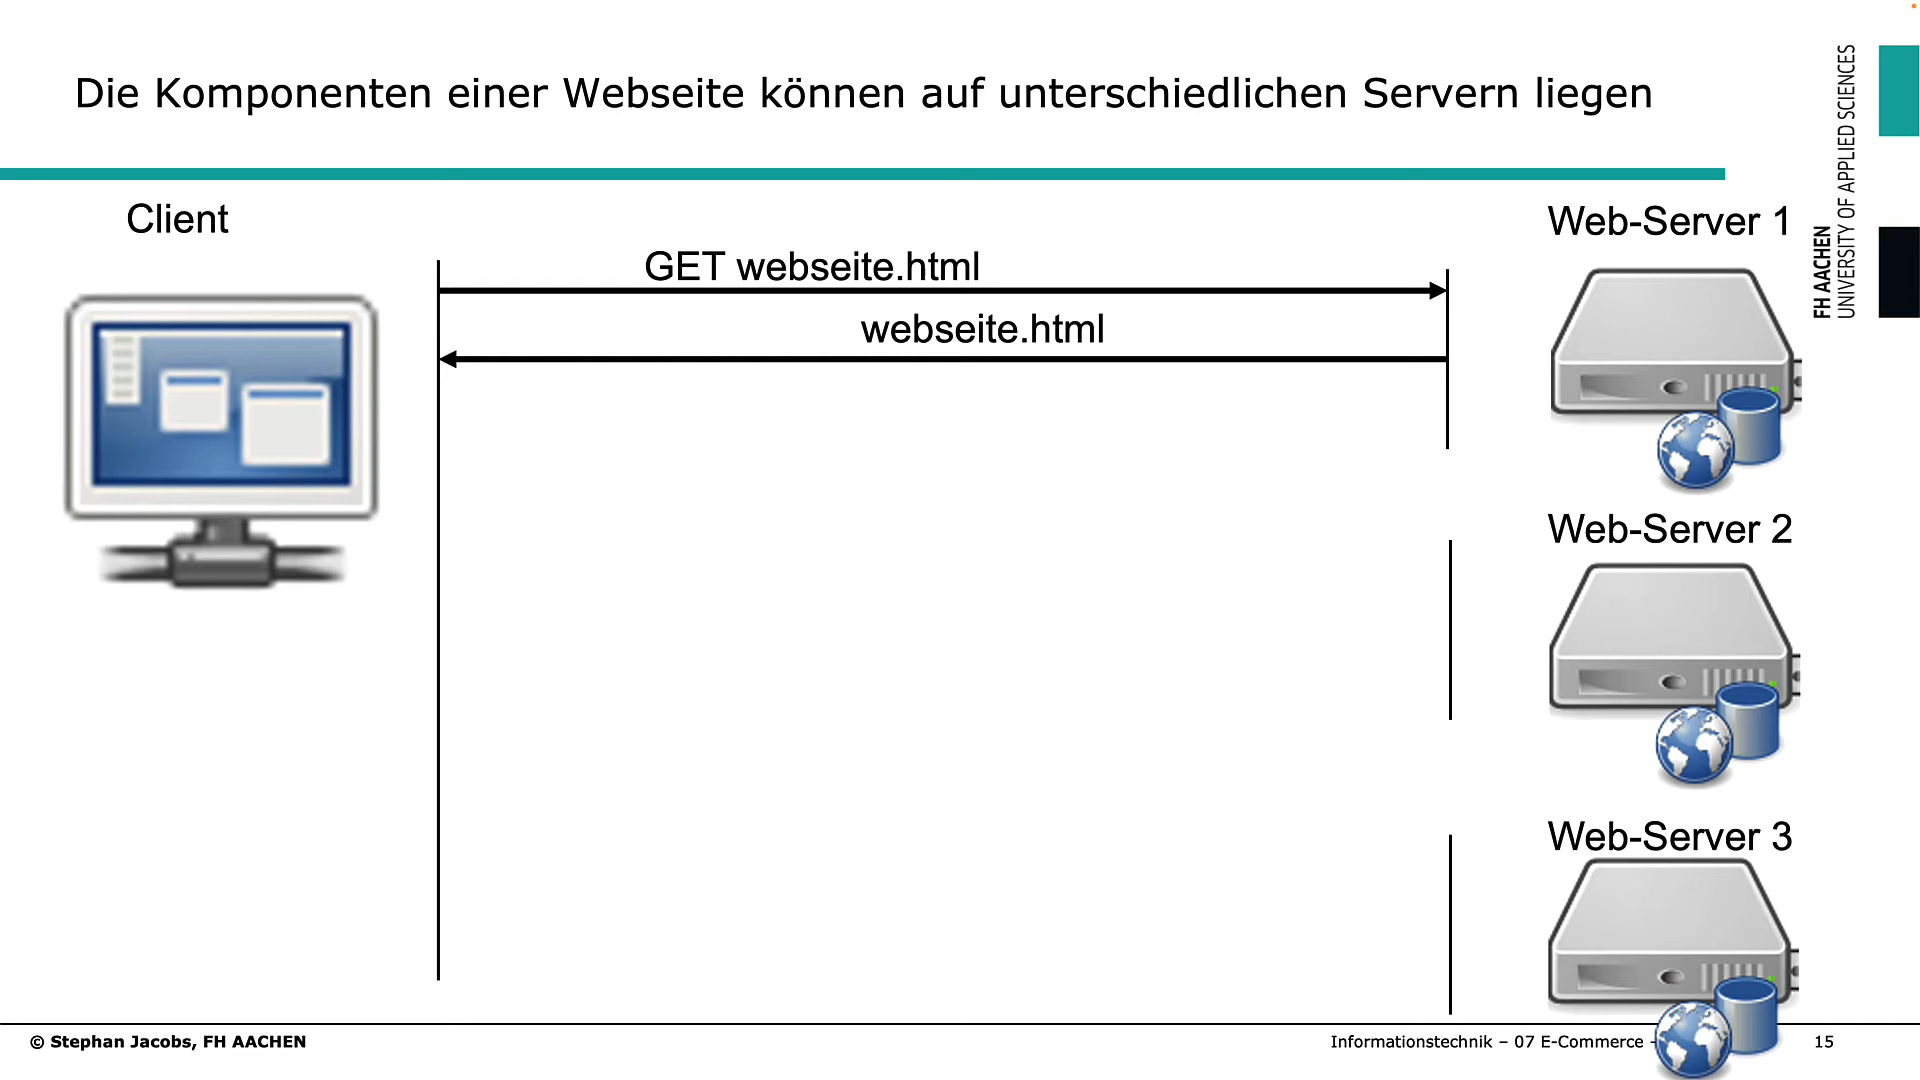 Die Komponenten einer Webseite können auf unterschiedlichen Servern liegen
FH AACHEN
UNIVERSITY OF APPLIED SCIENCES
Client
Web-Server 1
GET webseite.html
webseite.html
Web-Server 2
Web-Server 3
© Stephan Jacobs, FH AACHEN
Informationstechnik – 07 E-Commerce -
15